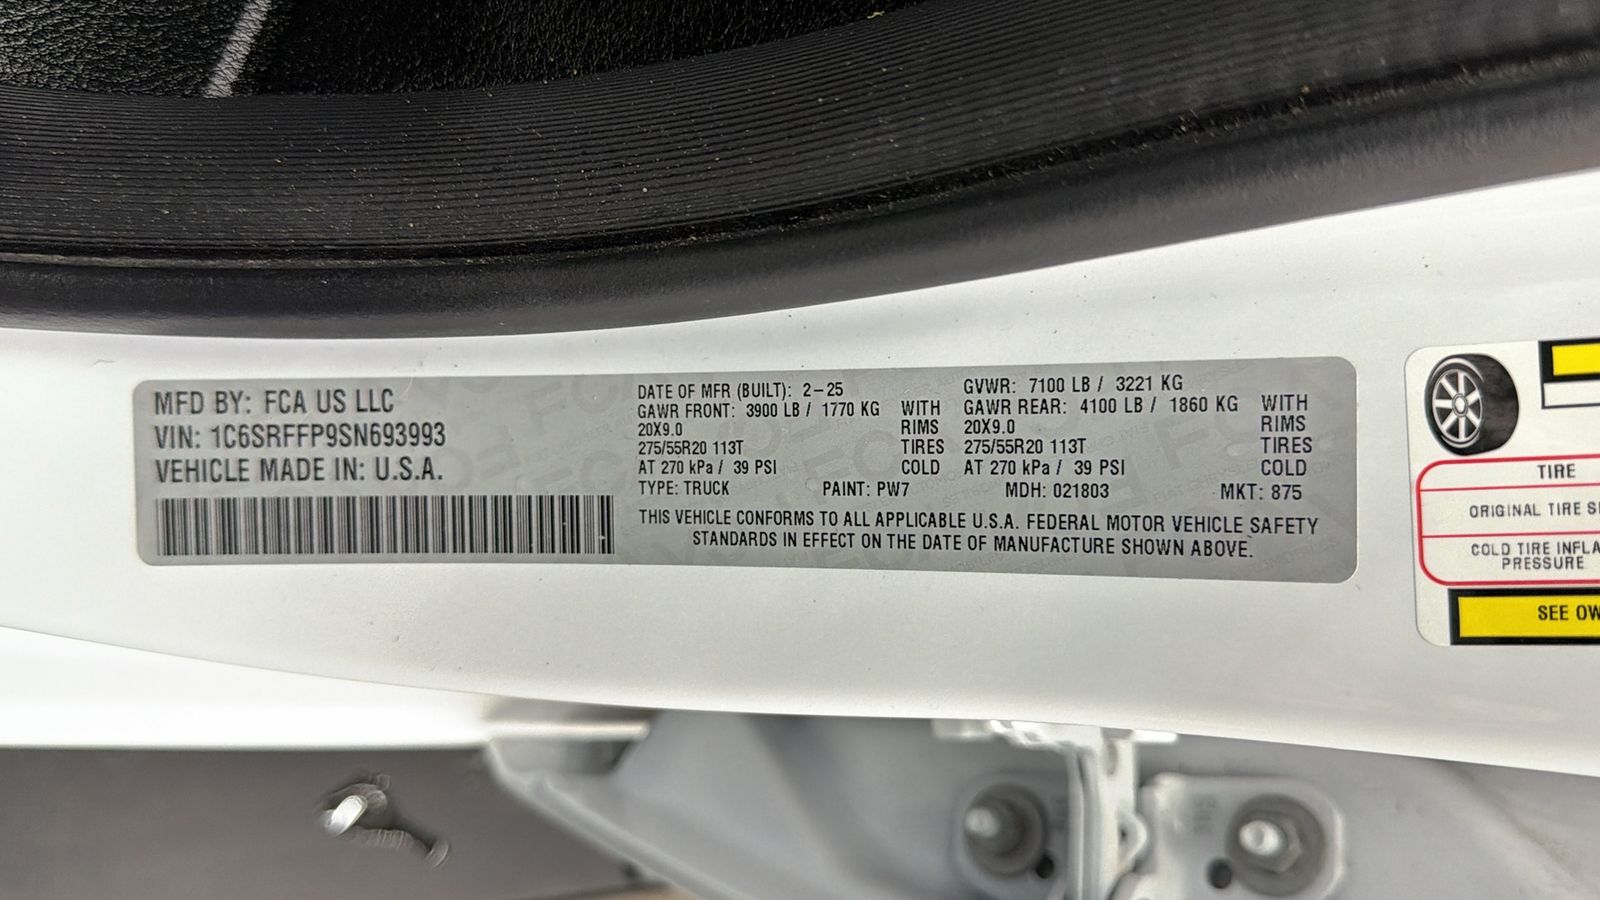 MFD BY: FCA US LLC
VIN: 1C6SRFFP9SN693993
VEHICLE MADE IN: U.S.A.
DATE OF MFR (BUILT): 2-25
GAWR FRONT: 3900 LB / 1770 KG WITH
20X9.0 RIMS
275/55R20 113T TIRES
AT 270 kPa / 39 PSI COLD
GVWR: 7100 LB / 3221 KG
GAWR REAR: 4100 LB / 1860 KG WITH
20X9.0 RIMS
275/55R20 113T TIRES
AT 270 kPa / 39 PSI COLD
TYPE: TRUCK PAINT: PW7 MDH: 021803 MKT: 875
THIS VEHICLE CONFORMS TO ALL APPLICABLE U.S.A. FEDERAL MOTOR VEHICLE SAFETY
STANDARDS IN EFFECT ON THE DATE OF MANUFACTURE SHOWN ABOVE.
TIRE
ORIGINAL TIRE S
COLD TIRE INFLA
PRESSURE
SEE OW